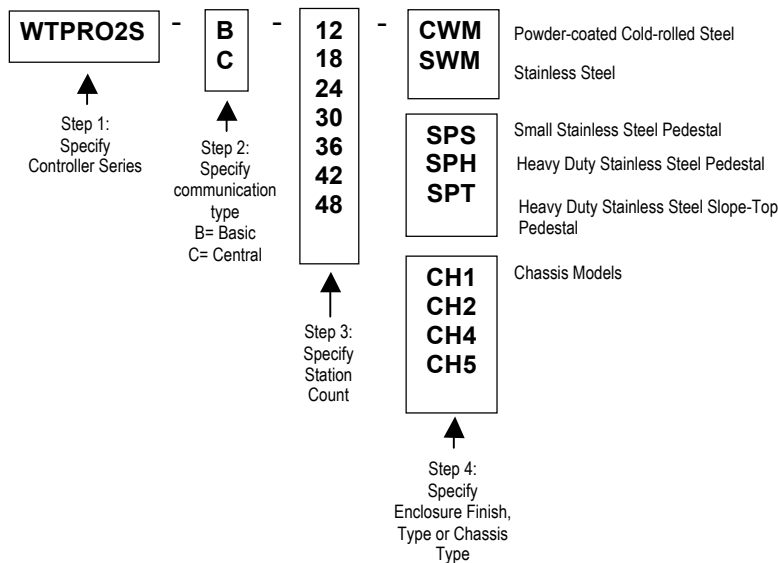 WTPRO2S - B - 12 - CWM Powder-coated Cold-rolled Steel
C 18 SWM Stainless Steel
24
30
36
42
48
SPS Small Stainless Steel Pedestal
SPH Heavy Duty Stainless Steel Pedestal
SPT Heavy Duty Stainless Steel Slope-Top
Pedestal
CH1 Chassis Models
CH2
CH4
CH5
Step 1:
Specify
Controller Series
Step 2:
Specify
communication
type
B= Basic
C= Central
Step 3:
Specify
Station
Count
Step 4:
Specify
Enclosure Finish,
Type or Chassis
Type